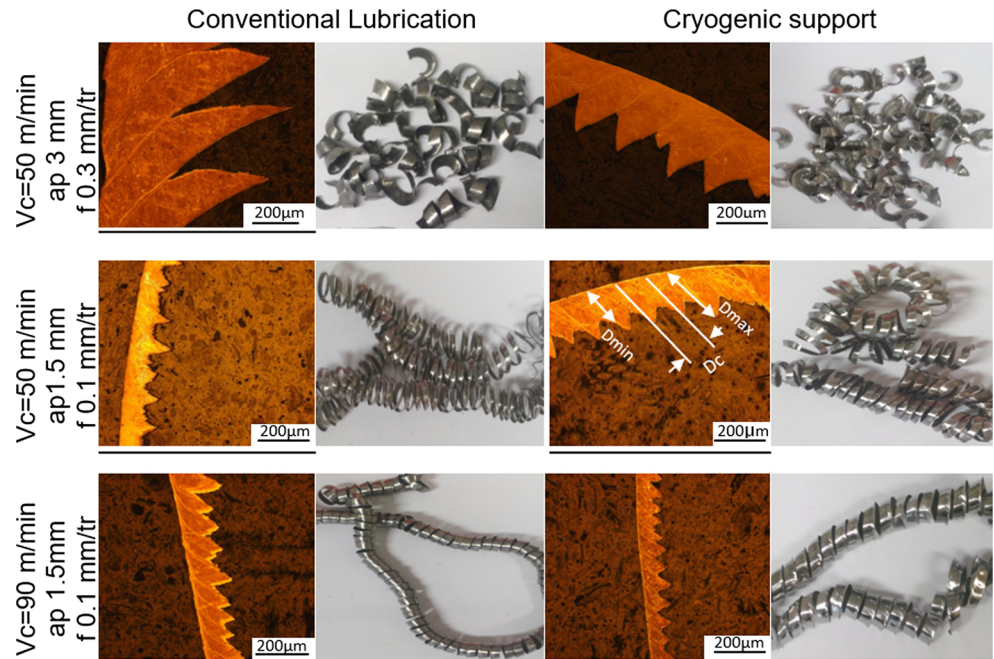 Conventional Lubrication
Cryogenic support
Vc=50 m/min
ap 3 mm
f 0.3 mm/tr
200µm
200µm
Vc=50 m/min
ap1.5 mm
f 0.1 mm/tr
200µm
Dmin
Dmax
Dc
200µm
Vc=90 m/min
ap 1.5mm
f 0.1 mm/tr
200µm
200µm